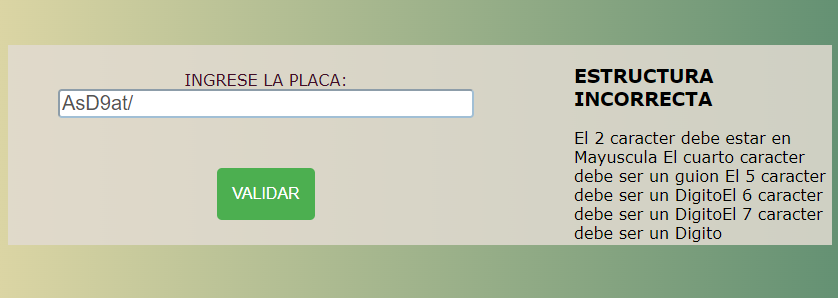 INGRESE LA PLACA:
AsD9at/
VALIDAR
ESTRUCTURA
INCORRECTA
El 2 caracter debe estar en
Mayuscula El cuarto caracter
debe ser un guion El 5 caracter
debe ser un DigitoEl 6 caracter
debe ser un DigitoEl 7 caracter
debe ser un Digito